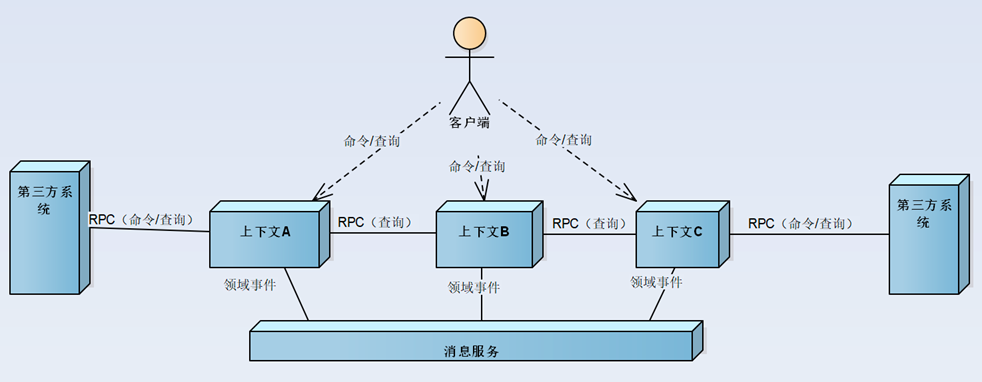 客户端
命令/查询
命令/查询
命令/查询
第三方系
统
RPC（命令/查询）
上下文A
RPC（查询）
上下文B
RPC（查询）
上下文C
RPC（命令/查询）
第三方系
统
领域事件
领域事件
领域事件
消息服务